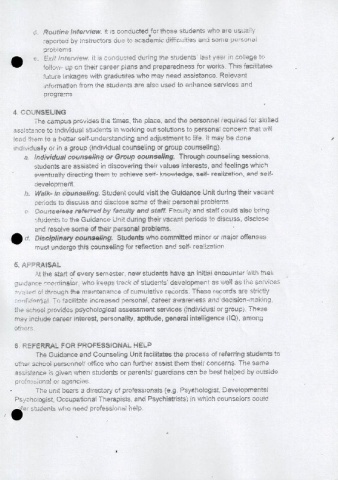 d. Routine Interview. It is conducted for those students who are usually
reported by instructors due to academic difficulties and some personal
problems.
e. Exit Interview. It is conducted during the students' last year in college to
follow-up on their career plans and preparedness for works. This facilitates
future linkages with graduates who may need assistance. Relevant
information from the students are also used to enhance services and
programs.
4. COUNSELING
The campus provides the times, the place, and the personnel required for skilled
assistance to individual students in working out solutions to personal concern that will
lead them to a better self-understanding and adjustment to life. It may be done
individually or in a group (individual counseling or group counseling).
a. Individual counseling or Group counseling. Through counseling sessions,
students are assisted in discovering their values interests, and feelings which
eventually directing them to achieve self- knowledge, self- realization, and self-
development.
b. Walk- In counseling. Student could visit the Guidance Unit during their vacant
periods to discuss and disclose some of their personal problems.
c. Counselees referred by faculty and staff. Faculty and staff could also bring
students to the Guidance Unit during their vacant periods to discuss, disclose
and resolve some of their personal problems.
d. Disciplinary counseling. Students who committed minor or major offenses
must undergo this counseling for reflection and self- realization
5. APPRAISAL
At the start of every semester, new students have an initial encounter with their
guidance coordinator, who keeps track of students' development as well as the services
availed of through the maintenance of cumulative records. These records are strictly
confidential. To facilitate increased personal, career awareness and decision-making,
the school provides psychological assessment services (individual or group). These
may include career interest, personality, aptitude, general intelligence (IQ), among
others.
6. REFERRAL FOR PROFESSIONAL HELP
The Guidance and Counseling Unit facilitates the process of referring students to
other school personnel/ office who can further assist them their concerns. The same
assistance is given when students or parents/ guardians can be best helped by outside
professional or agencies.
The unit bears a directory of professionals (e.g. Psychologist, Developmental
Psychologist, Occupational Therapists, and Psychiatrists) in which counselors could
refer students who need professional help.